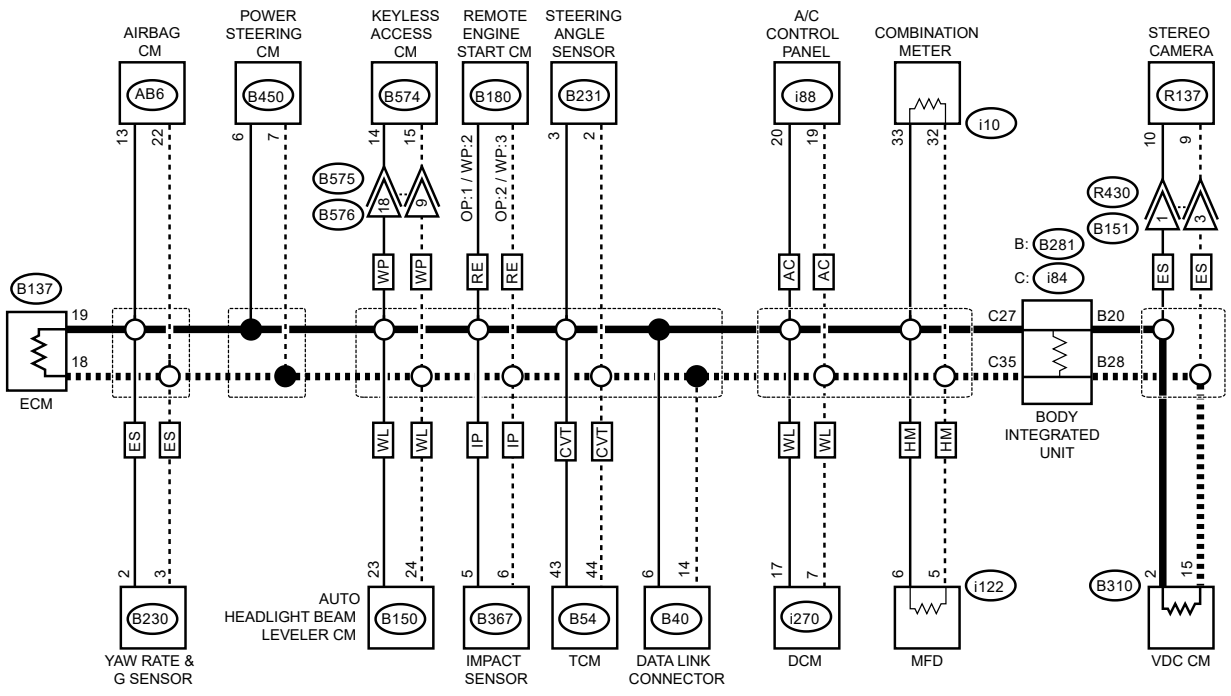 AIRBAG
CM
POWER
STEERING
CM
KEYLESS
ACCESS
CM
REMOTE
ENGINE
START CM
STEERING
ANGLE
SENSOR
A/C
CONTROL
PANEL
COMBINATION
METER
STEREO
CAMERA
AB6
B450
B574
B180
B231
i88
i10
R137
13
22
6
7
14
15
OP:1 / WP:2
OP:2 / WP:3
3
2
20
19
33
32
10
9
B575
B576
18
9
R430
B151
1
3
B: B281
C: i84
WP
WP
RE
RE
AC
AC
ES
ES
B137
19
18
ECM
C27
B20
C35
B28
BODY
INTEGRATED
UNIT
ES
ES
WL
WL
IP
IP
CVT
CVT
WL
WL
HM
HM
2
3
23
24
5
6
43
44
6
14
17
7
6
5
2
15
B230
YAW RATE &
G SENSOR
AUTO
HEADLIGHT BEAM
LEVELER CM
B150
B367
IMPACT
SENSOR
B54
TCM
B40
DATA LINK
CONNECTOR
i270
DCM
i122
MFD
B310
VDC CM